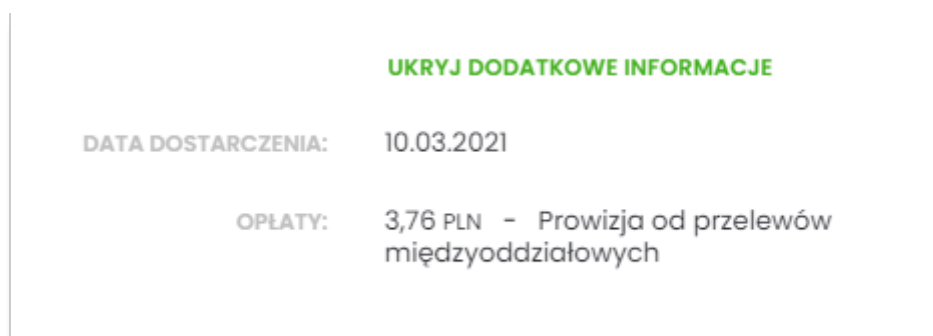 UKRYJ DODATKOWE INFORMACJE
DATA DOSTARCZENIA: 10.03.2021
OPŁATY: 3,76 PLN - Prowizja od przelewów
międzyoddziałowych